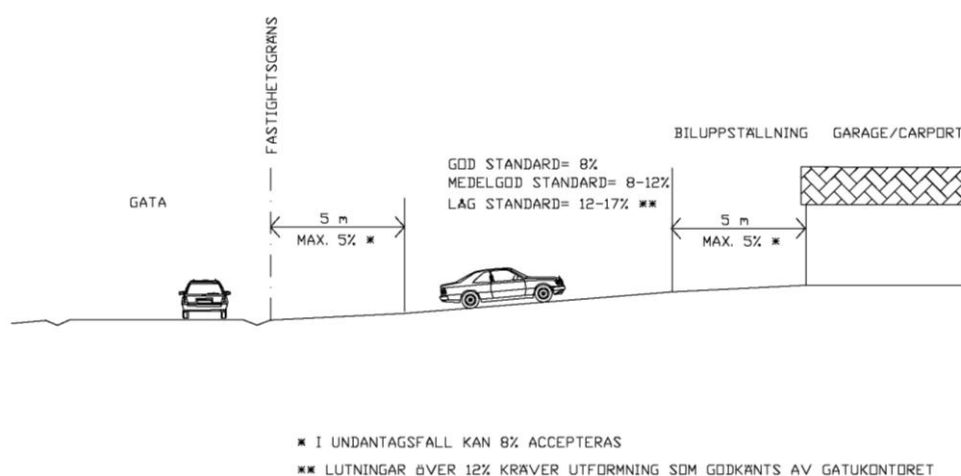 FASTIGHETSGRÄNS
BILUPPSTÄLLNING GARAGE/CARPORT
GOD STANDARD= 8%
MEDELGOD STANDARD= 8-12%
LÅG STANDARD= 12-17% **
GATA
5 m
MAX. 5% *
5 m
MAX. 5% *
* I UNDANTAGSFALL KAN 8% ACCEPTERAS
** LUTNINGAR ÖVER 12% KRÄVER UTFORMNING SOM GODKÄNTS AV GATUKONTORET